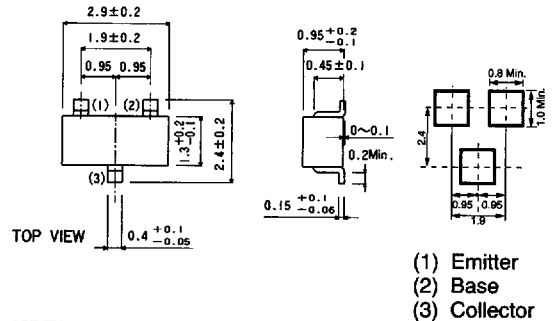 2.9±0.2
1.9±0.2
0.95 0.95
(1) (2)
1.3 +0.2 -0.1
2.4±0.2
(3)
TOP VIEW
0.4 +0.1 -0.05
0.95 +0.2 -0.1
0.45±0.1
0~0.1
0.2Min.
0.15 +0.1 -0.06
0.8 Min.
1.0 Min.
2.4
0.95 0.95
1.9
(1) Emitter
(2) Base
(3) Collector